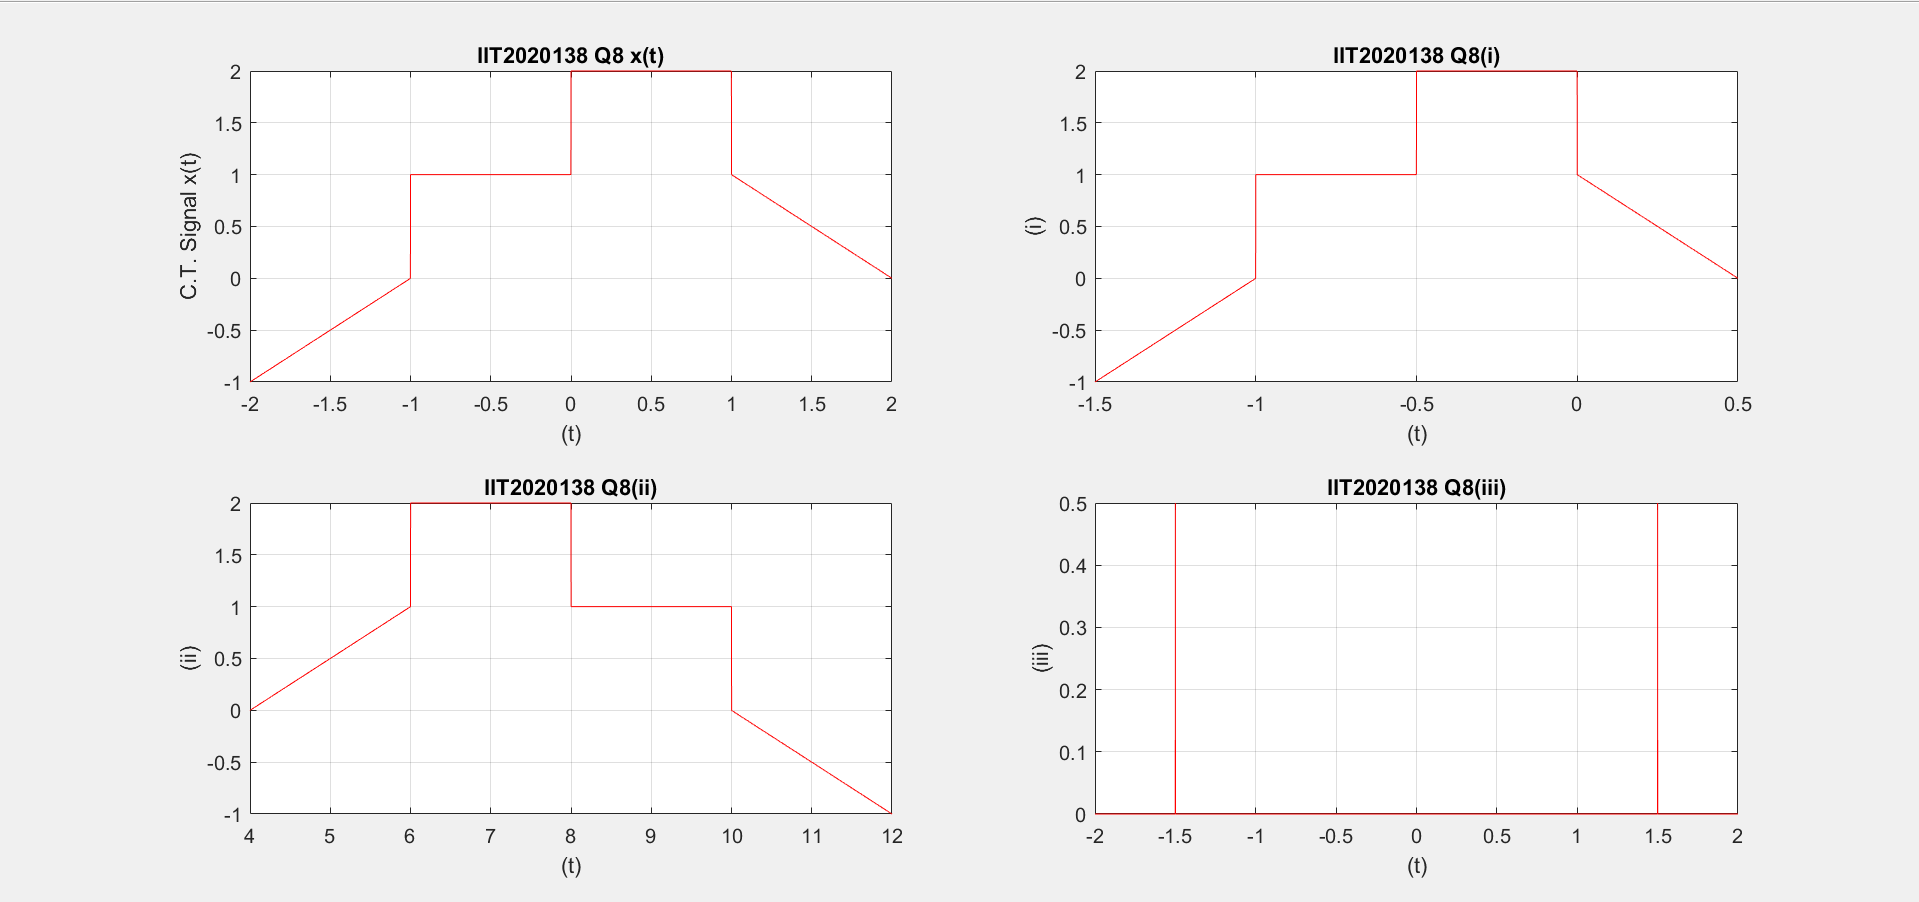 IIT2020138 Q8 x(t)
C.T. Signal x(t)
2
1.5
1
0.5
0
-0.5
-1
-2 -1.5 -1 -0.5 0 0.5 1 1.5 2
(t)
IIT2020138 Q8(i)
(i)
2
1.5
1
0.5
0
-0.5
-1
-1.5 -1 -0.5 0 0.5
(t)
IIT2020138 Q8(ii)
(ii)
2
1.5
1
0.5
0
-0.5
-1
4 5 6 7 8 9 10 11 12
(t)
IIT2020138 Q8(iii)
(iii)
0.5
0.4
0.3
0.2
0.1
0
-2 -1.5 -1 -0.5 0 0.5 1 1.5 2
(t)